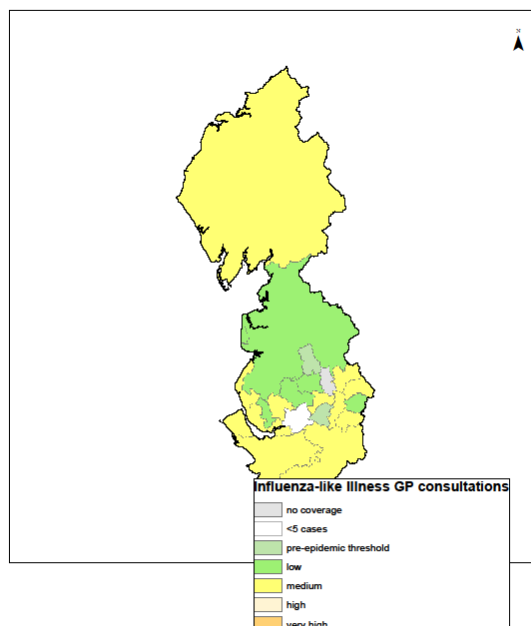 Influenza-like Illness GP consultations
no coverage
<5 cases
pre-epidemic threshold
low
medium
high
very high